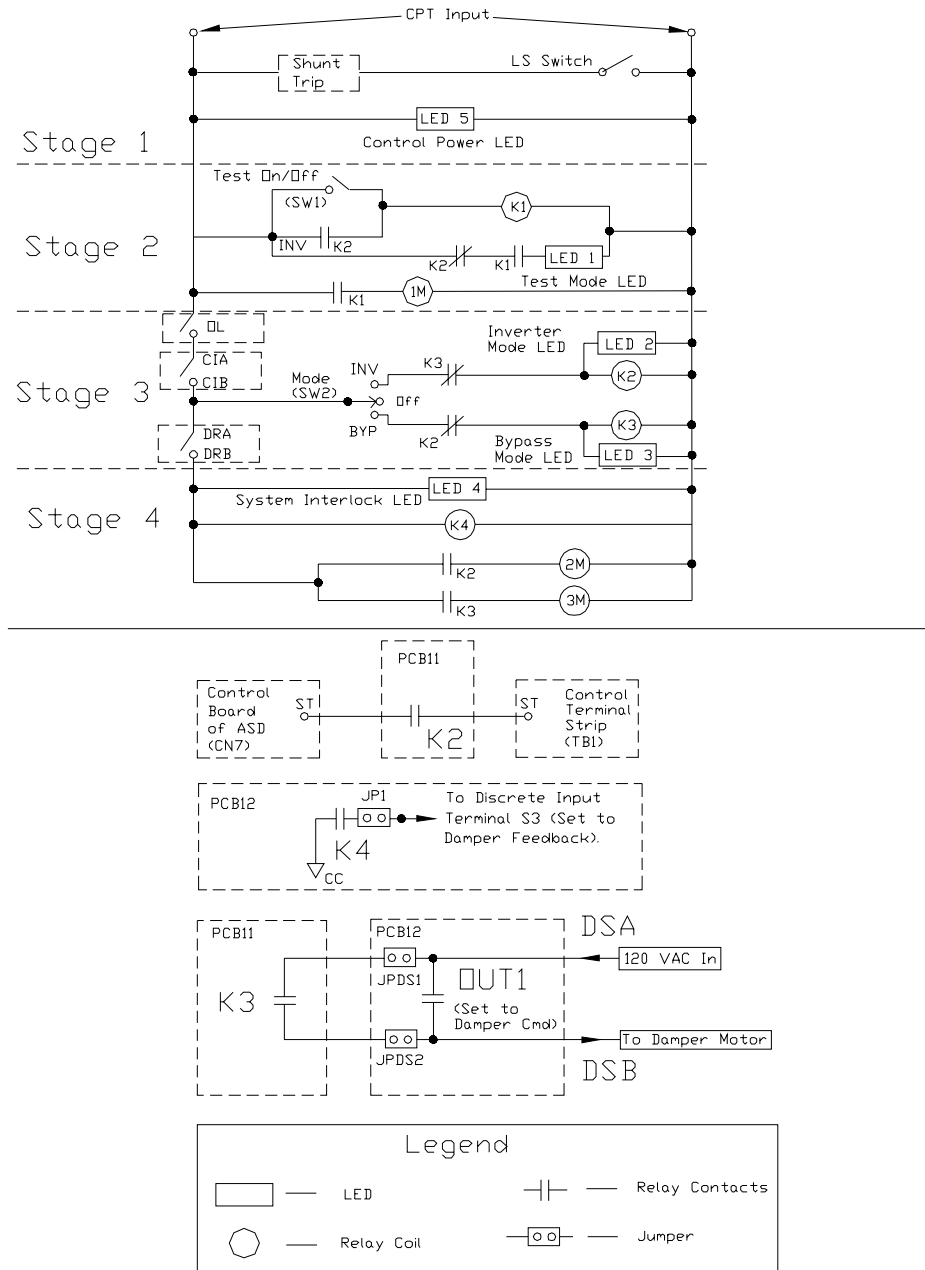 CPT Input
Shunt
Trip
LS Switch
LED 5
Control Power LED
Stage 1
Test On/Off
(SW1)
K1
INV
K2
Stage 2
K2
K1
LED 1
Test Mode LED
K1
1M
OL
Inverter
Mode LED
LED 2
CIA
CIB
INV
K3
K2
Mode
(SW2)
Off
Stage 3
BYP
K2
K3
DRA
DRB
Bypass
Mode LED
LED 3
System Interlock LED
LED 4
Stage 4
K4
K2
2M
K3
3M
PCB11
Control
Board
of ASD
(CN7)
ST
K2
ST
Control
Terminal
Strip
(TB1)
PCB12
JP1
To Discrete Input
Terminal S3 (Set to
Damper Feedback).
K4
CC
PCB11
PCB12
DSA
120 VAC In
JPDS1
K3
OUT1
(Set to
Damper Cmd)
To Damper Motor
JPDS2
DSB
Legend
LED
Relay Contacts
Relay Coil
Jumper